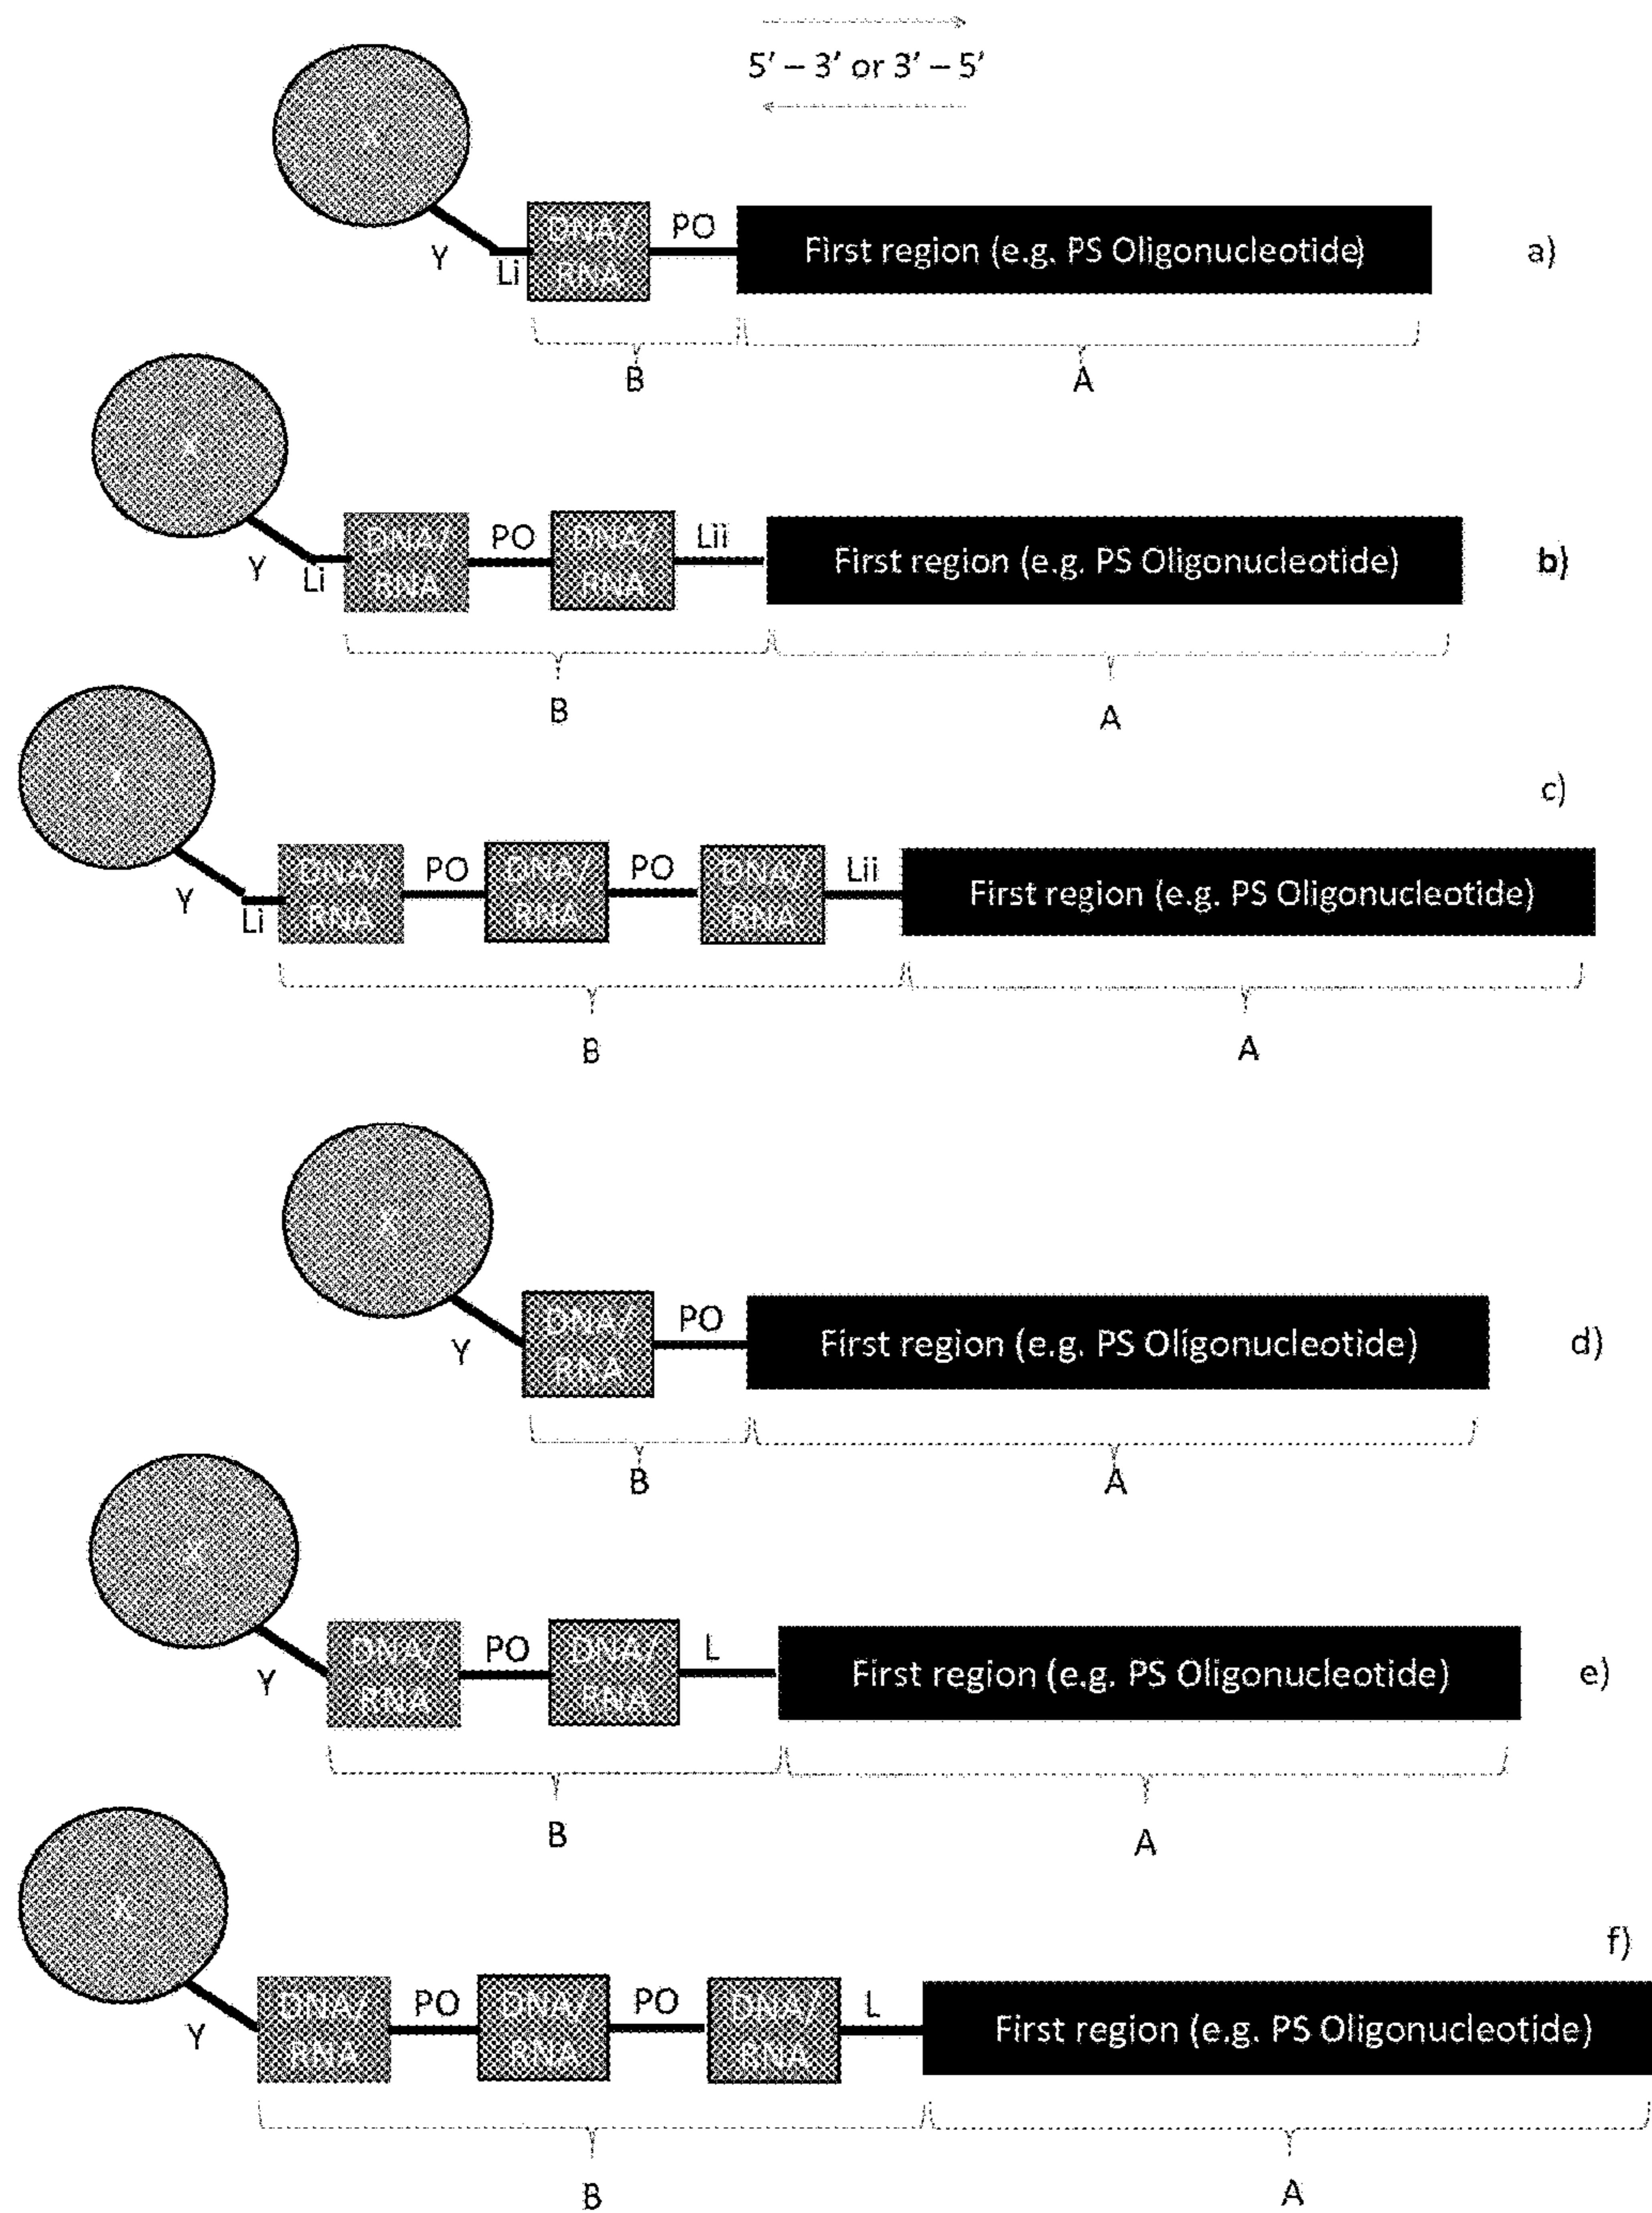 5' – 3' or 3' – 5'
X
Y
Li
DNA/
RNA
PO
First region (e.g. PS Oligonucleotide)
a)
B
A
X
Y
Li
DNA/
RNA
PO
DNA/
RNA
Lii
First region (e.g. PS Oligonucleotide)
b)
B
A
c)
X
Y
Li
DNA/
RNA
PO
DNA/
RNA
PO
DNA/
RNA
Lii
First region (e.g. PS Oligonucleotide)
B
A
X
Y
DNA/
RNA
PO
First region (e.g. PS Oligonucleotide)
d)
B
A
X
Y
DNA/
RNA
PO
DNA/
RNA
L
First region (e.g. PS Oligonucleotide)
e)
B
A
f)
X
Y
DNA/
RNA
PO
DNA/
RNA
PO
DNA/
RNA
L
First region (e.g. PS Oligonucleotide)
B
A